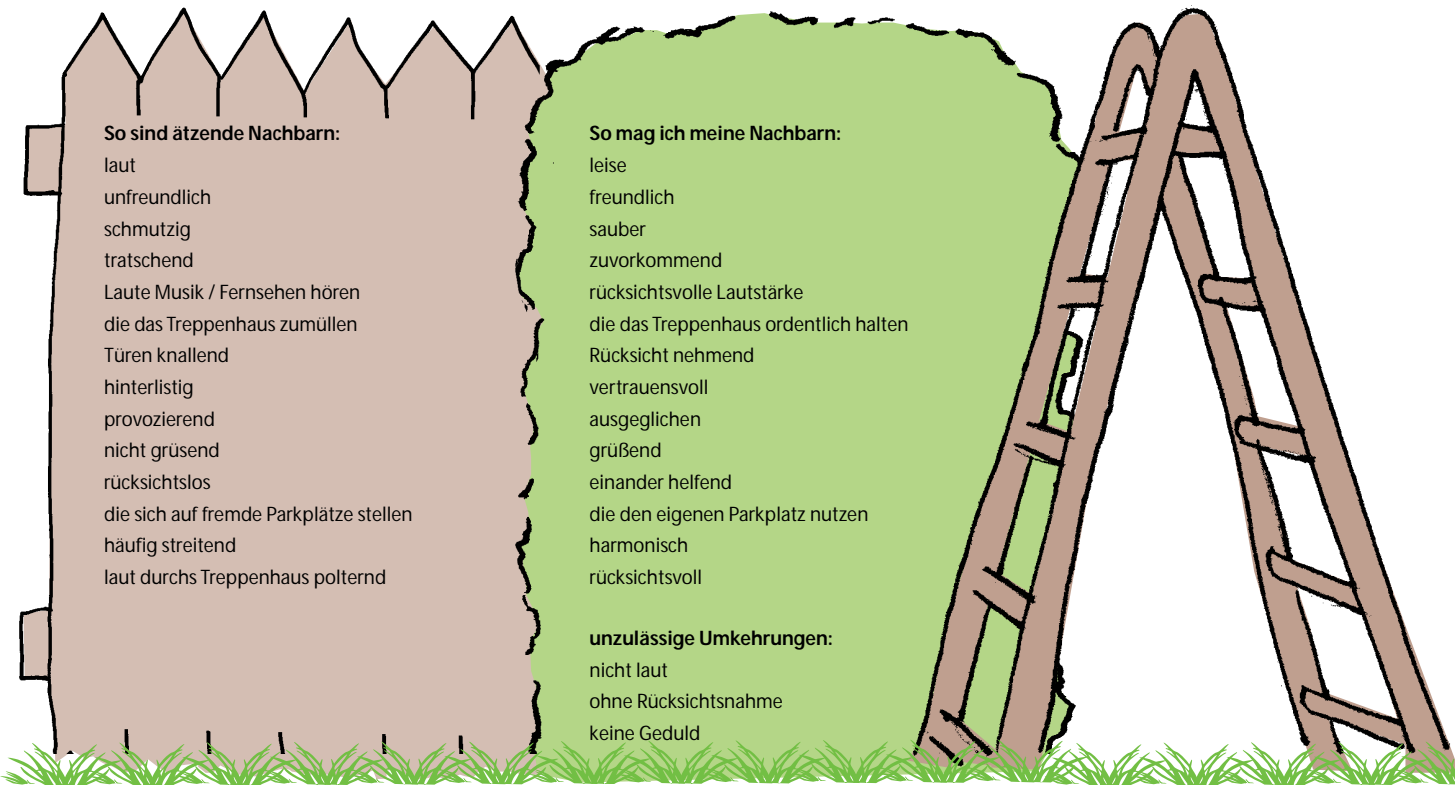 So sind ätzende Nachbarn:
laut
unfreundlich
schmutzig
tratschend
Laute Musik / Fernsehen hören
die das Treppenhaus zumüllen
Türen knallend
hinterlistig
provozierend
nicht grüsend
rücksichtslos
die sich auf fremde Parkplätze stellen
häufig streitend
laut durchs Treppenhaus polternd
So mag ich meine Nachbarn:
leise
freundlich
sauber
zuvorkommend
rücksichtsvolle Lautstärke
die das Treppenhaus ordentlich halten
Rücksicht nehmend
vertrauensvoll
ausgeglichen
grüßend
einander helfend
die den eigenen Parkplatz nutzen
harmonisch
rücksichtsvoll
unzulässige Umkehrungen:
nicht laut
ohne Rücksichtsnahme
keine Geduld